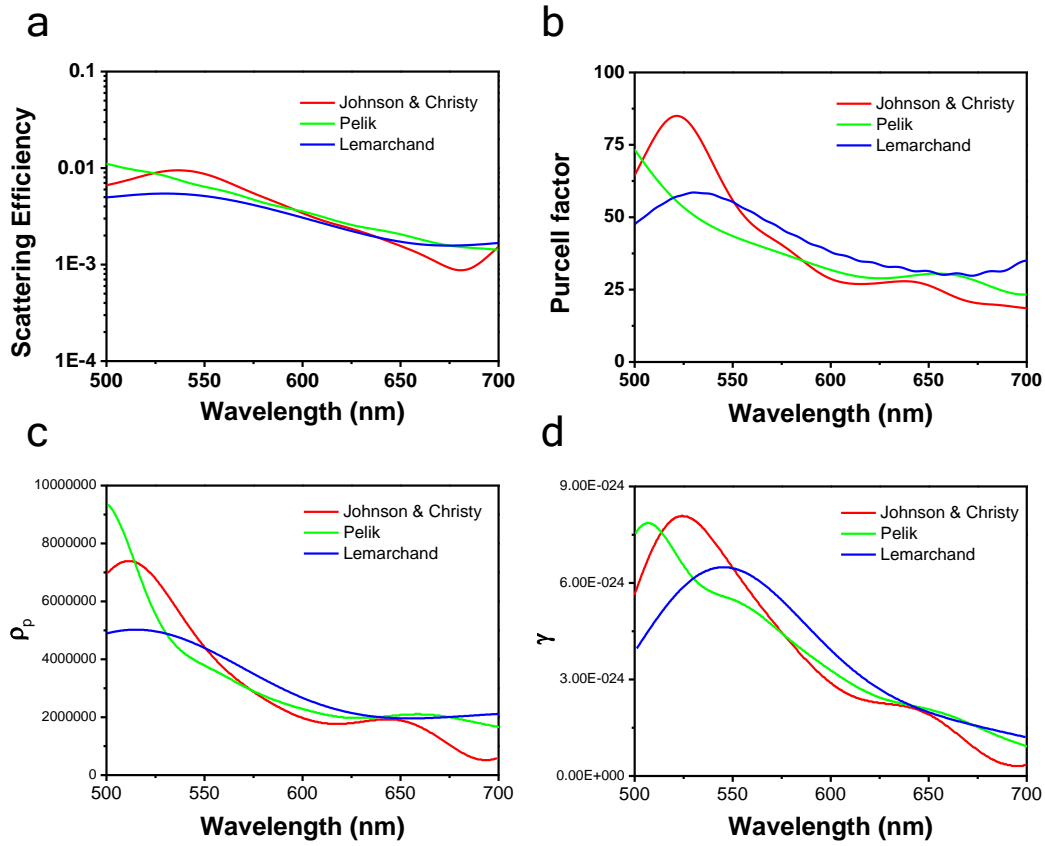 a
0.1
0.01
1E-3
1E-4
Scattering Efficiency
Johnson & Christy
Pelik
Lemarchand
500 550 600 650 700
Wavelength (nm)
b
100
75
50
25
0
Purcell factor
Johnson & Christy
Pelik
Lemarchand
500 550 600 650 700
Wavelength (nm)
c
10000000
8000000
6000000
4000000
2000000
0
ρp
Johnson & Christy
Pelik
Lemarchand
500 550 600 650 700
Wavelength (nm)
d
9.00E-024
6.00E-024
3.00E-024
0.00E+000
γ
Johnson & Christy
Pelik
Lemarchand
500 550 600 650 700
Wavelength (nm)